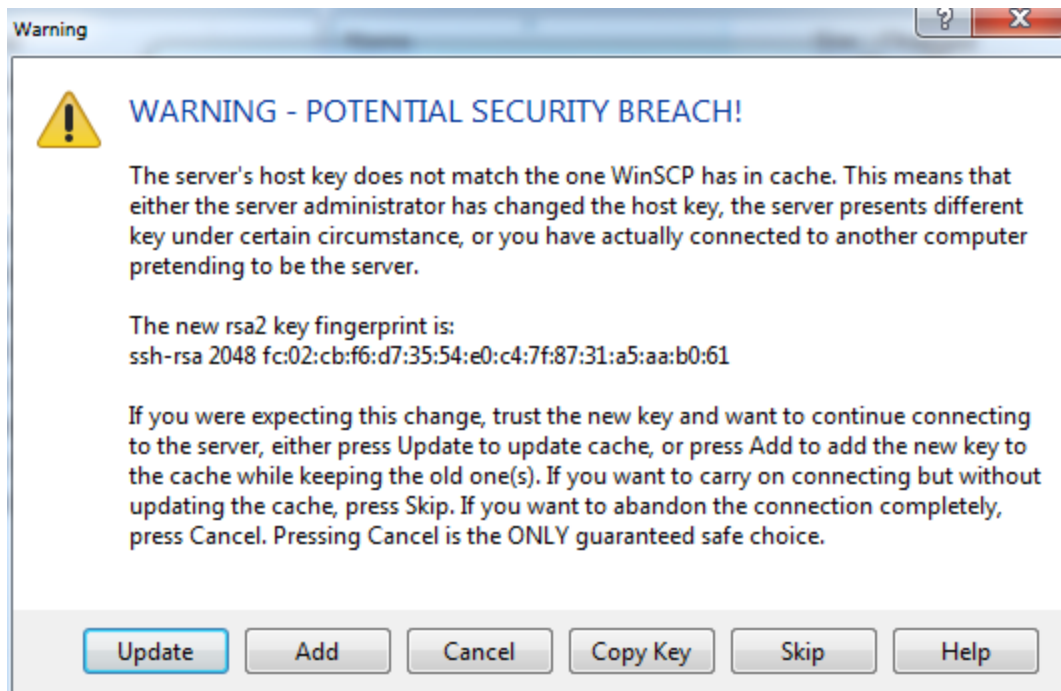 Warning
WARNING - POTENTIAL SECURITY BREACH!
The server's host key does not match the one WinSCP has in cache. This means that
either the server administrator has changed the host key, the server presents different
key under certain circumstance, or you have actually connected to another computer
pretending to be the server.
The new rsa2 key fingerprint is:
ssh-rsa 2048 fc:02:cb:f6:d7:35:54:e0:c4:7f:87:31:a5:aa:b0:61
If you were expecting this change, trust the new key and want to continue connecting
to the server, either press Update to update cache, or press Add to add the new key to
the cache while keeping the old one(s). If you want to carry on connecting but without
updating the cache, press Skip. If you want to abandon the connection completely,
press Cancel. Pressing Cancel is the ONLY guaranteed safe choice.
Update Add Cancel Copy Key Skip Help